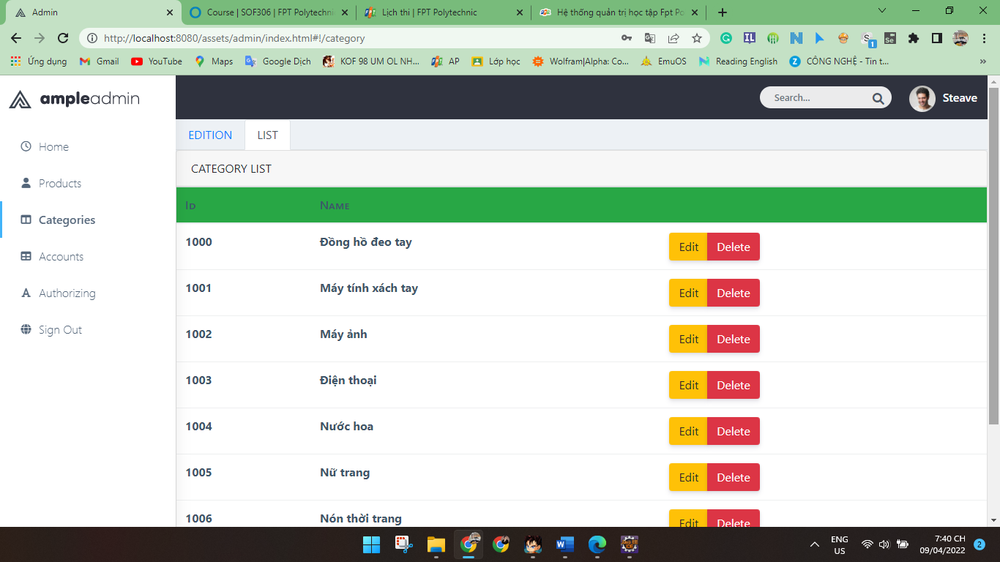 Admin
Course | SOF306 | FPT Polytechnic
Lịch thi | FPT Polytechnic
Hệ thống quản trị học tập Fpt Po
http://localhost:8080/assets/admin/index.html#!/category
Ứng dụng
Gmail
YouTube
Maps
Google Dịch
KOF 98 UM OL NH...
AP
Lớp học
Wolfram|Alpha: Co...
EmuOS
Reading English
CÔNG NGHỆ - Tin t...
»
ampleadmin
Search...
Steave
Home
Products
Categories
Accounts
Authorizing
Sign Out
EDITION LIST
CATEGORY LIST
Id Name
1000 Đồng hồ đeo tay Edit Delete
1001 Máy tính xách tay Edit Delete
1002 Máy ảnh Edit Delete
1003 Điện thoại Edit Delete
1004 Nước hoa Edit Delete
1005 Nữ trang Edit Delete
1006 Nón thời trang Edit Delete
ENG
US
7:40 CH
09/04/2022
2